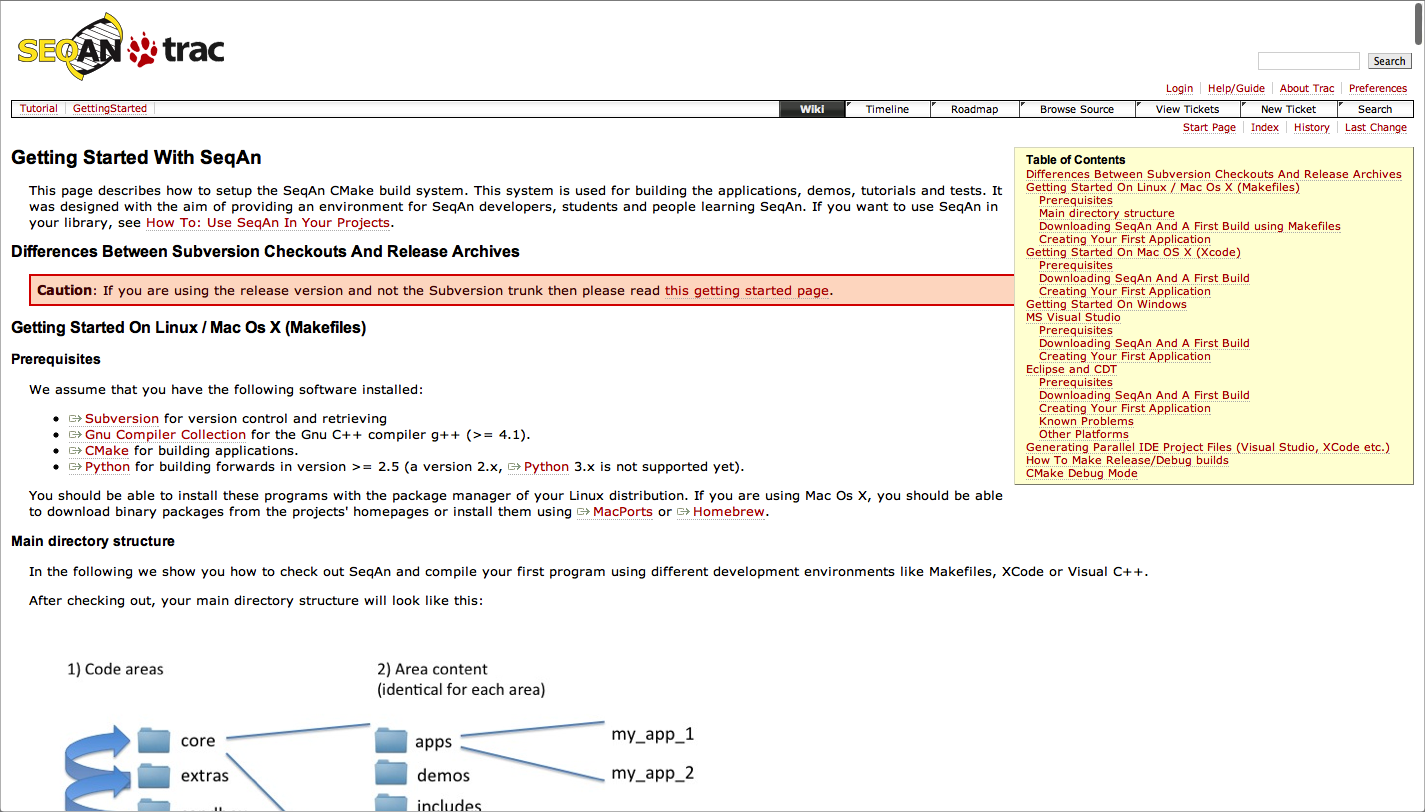 SEQAN trac
Search
Login Help/Guide About Trac Preferences
Tutorial GettingStarted Wiki Timeline Roadmap Browse Source View Tickets New Ticket Search
Start Page Index History Last Change
Getting Started With SeqAn
This page describes how to setup the SeqAn CMake build system. This system is used for building the applications, demos, tutorials and tests. It
was designed with the aim of providing an environment for SeqAn developers, students and people learning SeqAn. If you want to use SeqAn in
your library, see How To: Use SeqAn In Your Projects.
Differences Between Subversion Checkouts And Release Archives
Caution: If you are using the release version and not the Subversion trunk then please read this getting started page.
Getting Started On Linux / Mac Os X (Makefiles)
Prerequisites
We assume that you have the following software installed:
Subversion for version control and retrieving
Gnu Compiler Collection for the Gnu C++ compiler g++ (>= 4.1).
CMake for building applications.
Python for building forwards in version >= 2.5 (a version 2.x, Python 3.x is not supported yet).
You should be able to install these programs with the package manager of your Linux distribution. If you are using Mac Os X, you should be able
to download binary packages from the projects' homepages or install them using MacPorts or Homebrew.
Main directory structure
In the following we show you how to check out SeqAn and compile your first program using different development environments like Makefiles, XCode or Visual C++.
After checking out, your main directory structure will look like this:
Table of Contents
Differences Between Subversion Checkouts And Release Archives
Getting Started On Linux / Mac Os X (Makefiles)
Prerequisites
Main directory structure
Downloading SeqAn And A First Build using Makefiles
Creating Your First Application
Getting Started On Mac OS X (Xcode)
Prerequisites
Downloading SeqAn And A First Build
Creating Your First Application
Getting Started On Windows
MS Visual Studio
Prerequisites
Downloading SeqAn And A First Build
Creating Your First Application
Eclipse and CDT
Prerequisites
Downloading SeqAn And A First Build
Creating Your First Application
Known Problems
Other Platforms
Generating Parallel IDE Project Files (Visual Studio, XCode etc.)
How To Make Release/Debug builds
CMake Debug Mode
1) Code areas
2) Area content
(identical for each area)
core
extras
apps
demos
includes
my_app_1
my_app_2